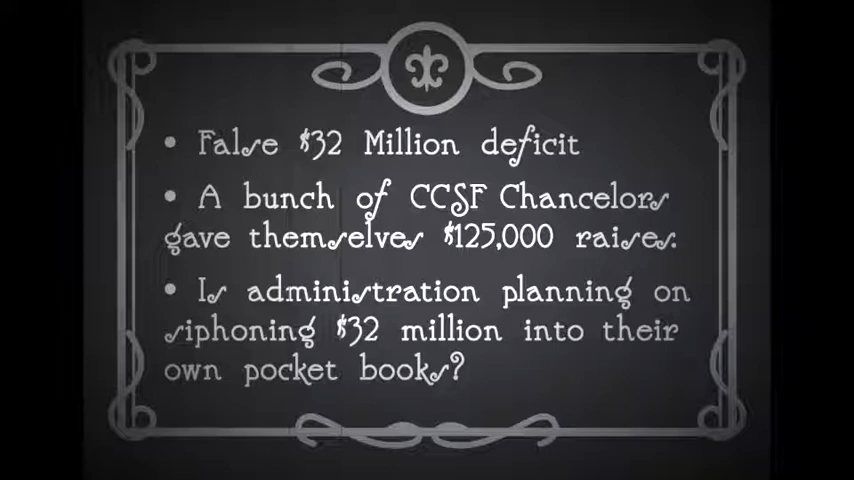 • False $32 Million deficit
• A bunch of CCSF Chancelors
gave themselves $125,000 raises.
• Is administration planning on
siphoning $32 million into their
own pocket books?